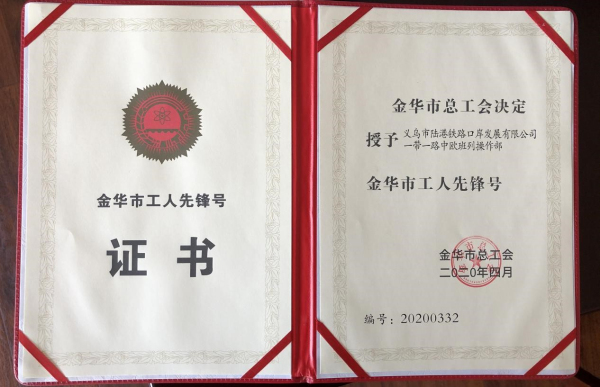 金华市工人先锋号
证书
金华市总工会决定
授予 义乌市陆港铁路口岸发展有限公司
一带一路中欧班列操作部
金华市工人先锋号
金华市总工会
二〇二〇年四月
编号：20200332